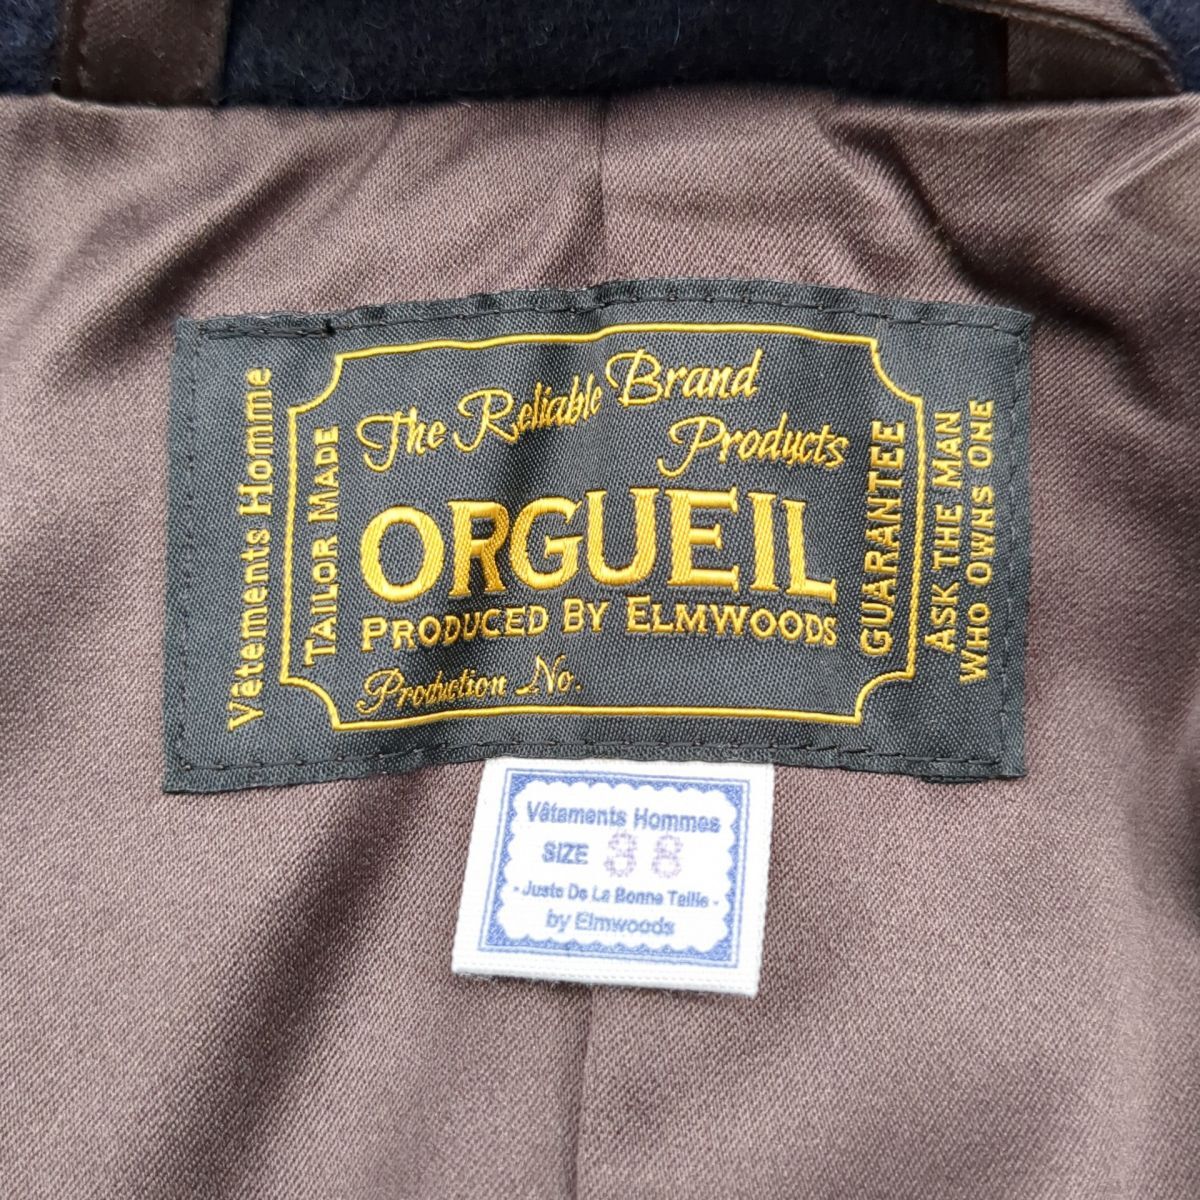 Vêtements Homme
TAILOR MADE
The Reliable Brand
Products
ORGUEIL
PRODUCED BY ELMWOODS
Production No.
GUARANTEE
ASK THE MAN
WHO OWNS ONE
Vâtements Hommes
SIZE 38
- Juste De La Bonne Taille -
by Elmwoods